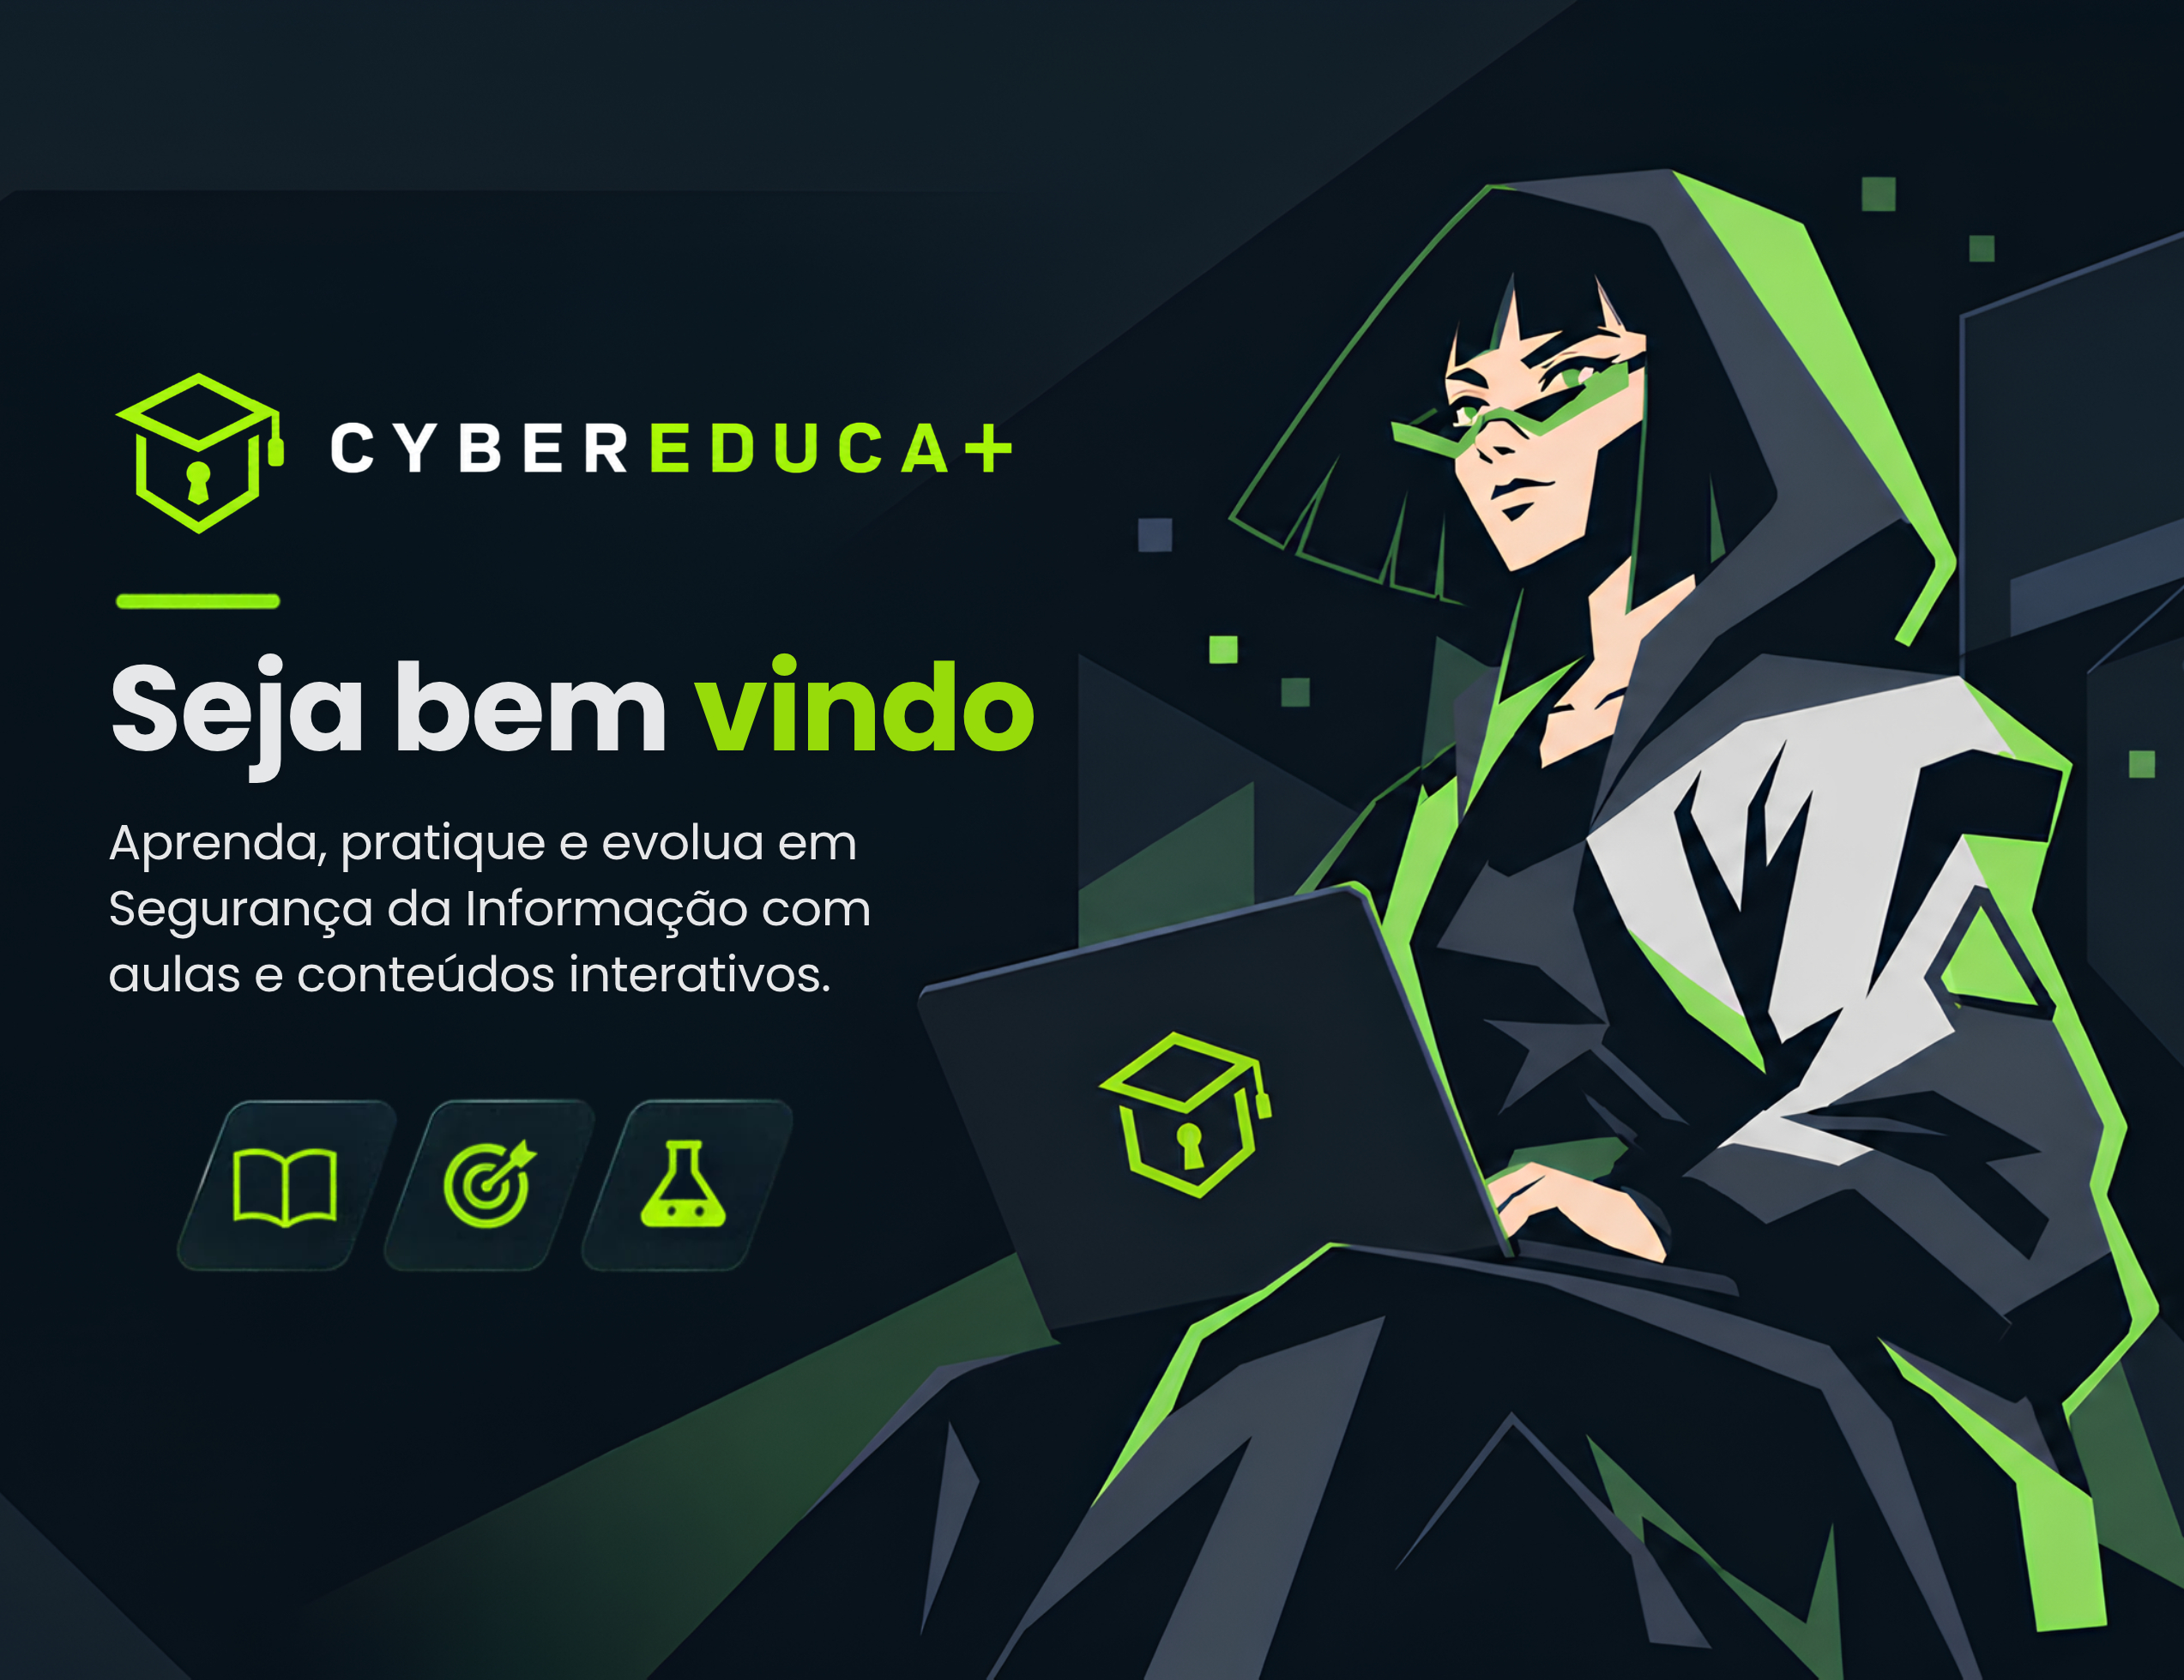 CYBEREDUCA+
Seja bem vindo
Aprenda, pratique e evolua em
Segurança da Informação com
aulas e conteúdos interativos.